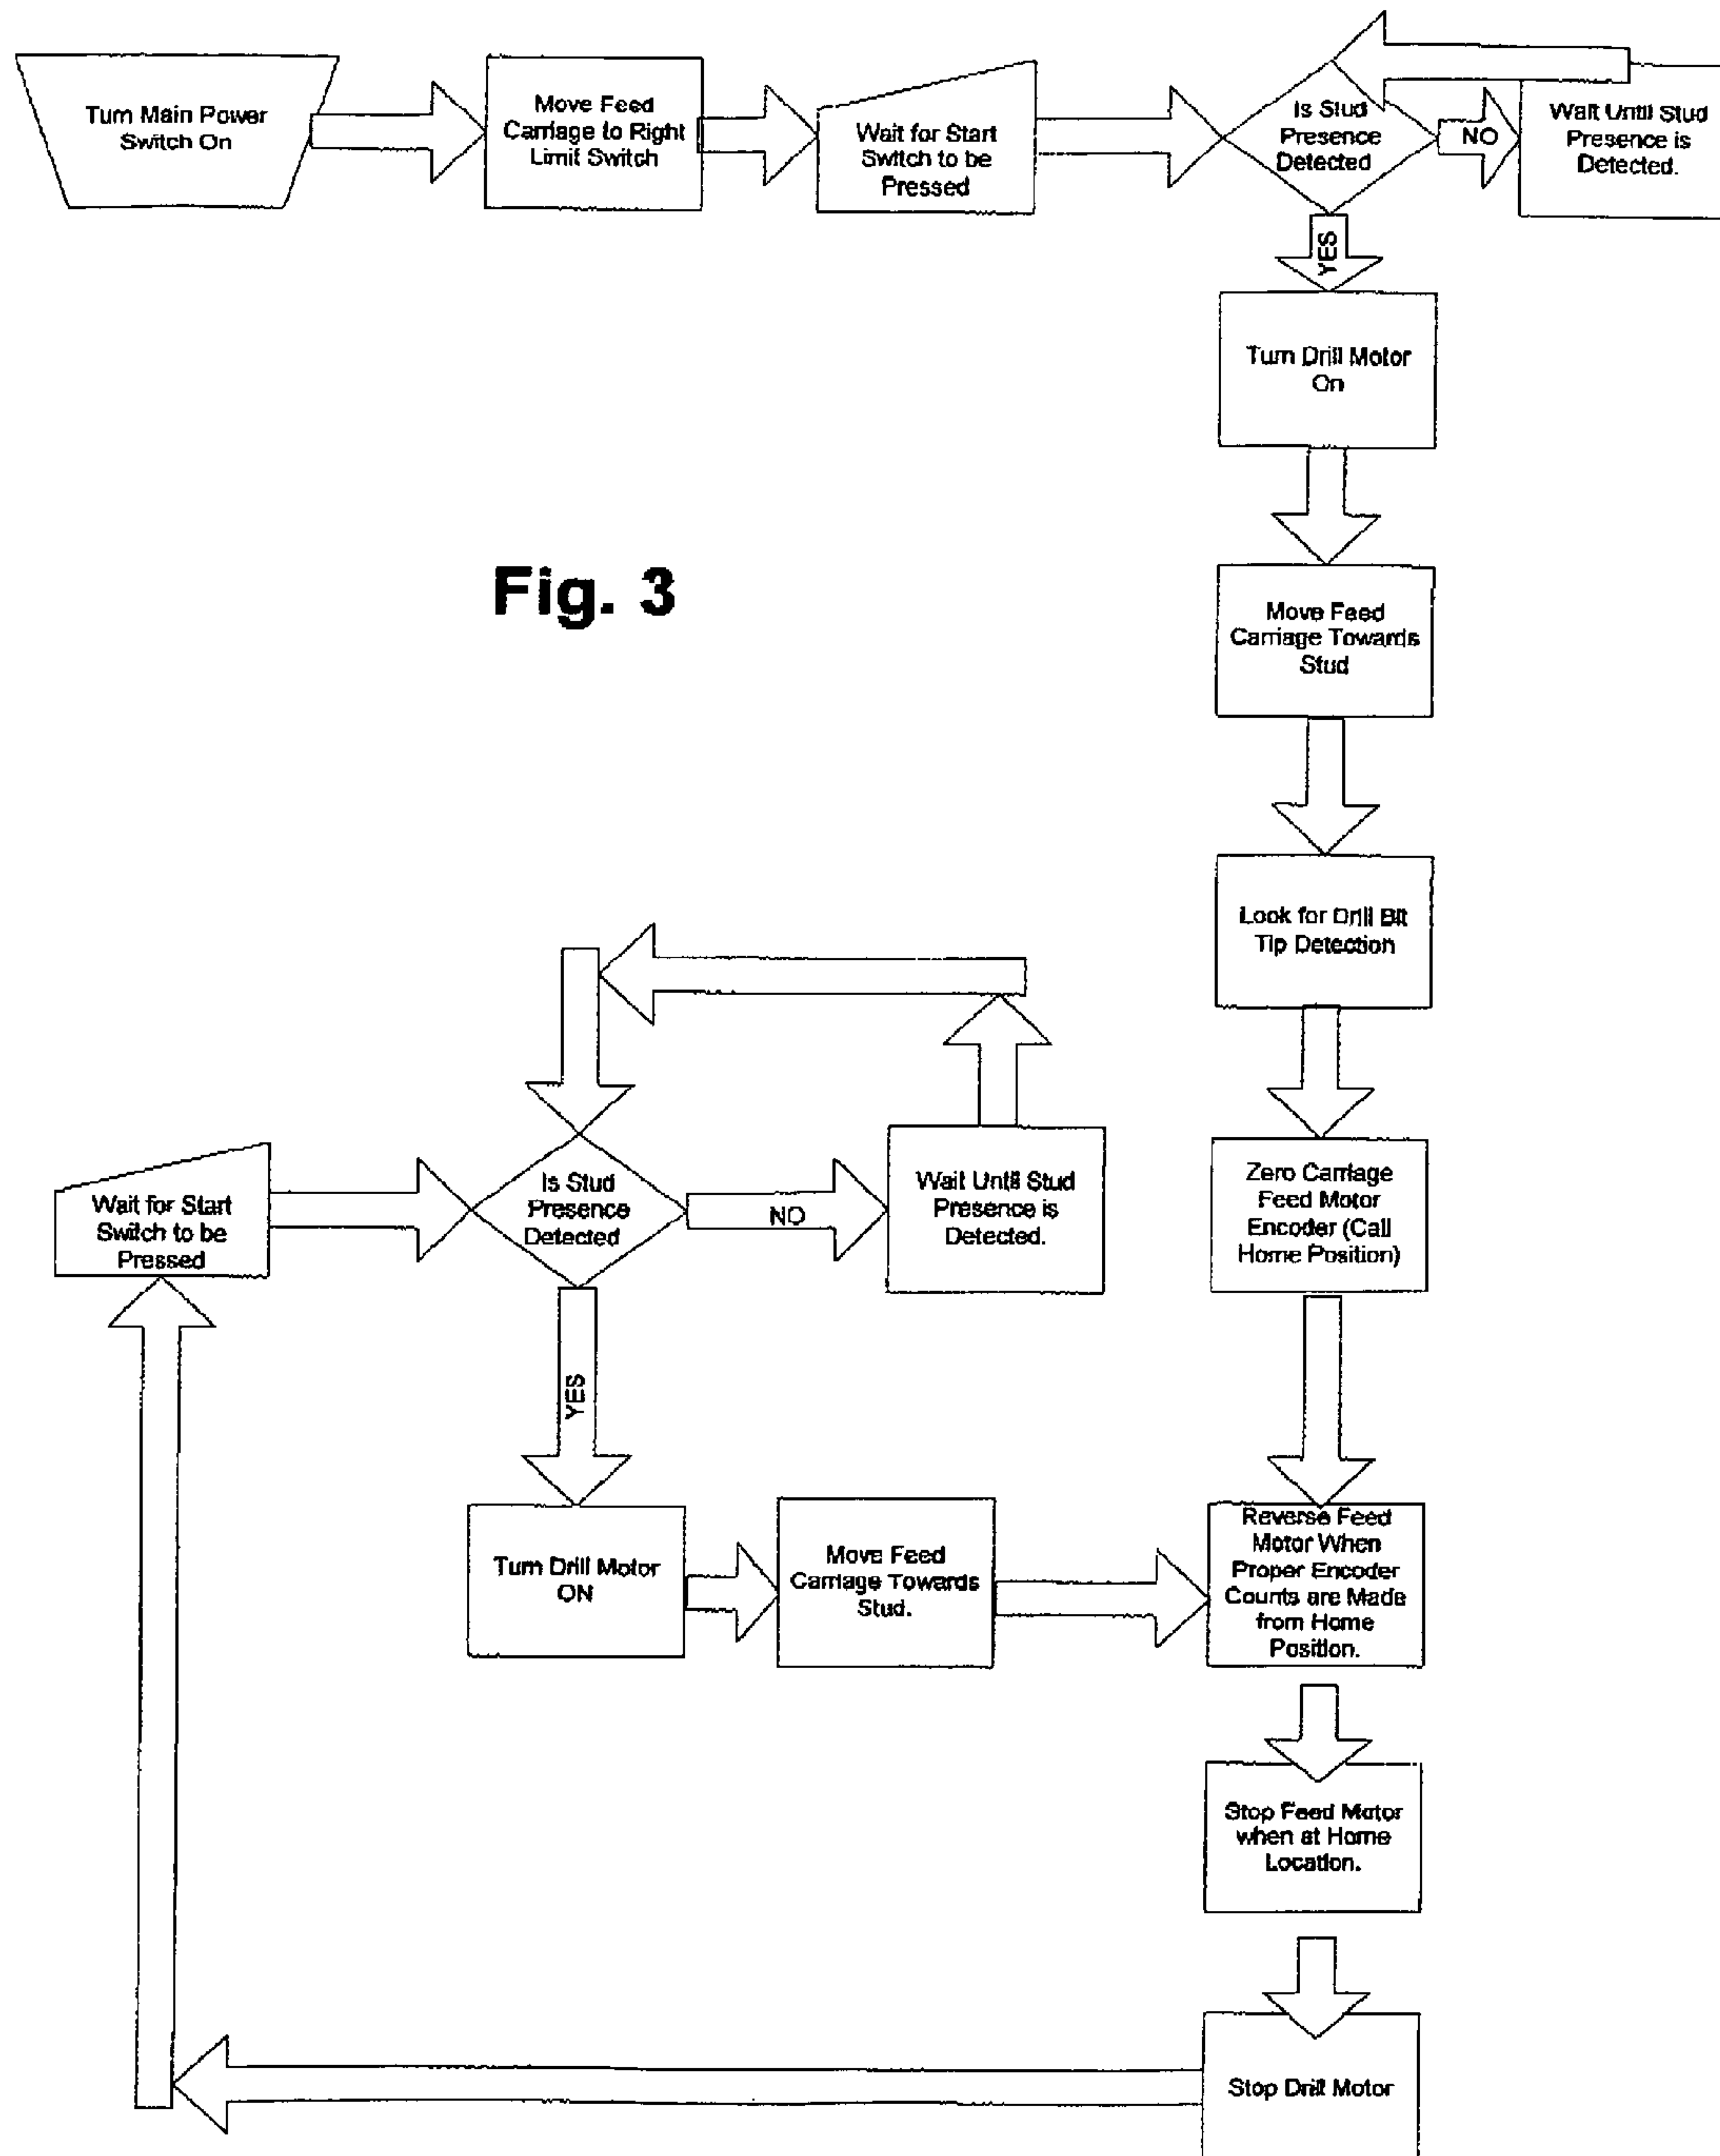 Turn Main Power
Switch On
Move Feed
Carriage to Right
Limit Switch
Wait for Start
Switch to be
Pressed
Is Stud
Presence
Detected
NO
Wait Until Stud
Presence is
Detected.
YES
Turn Drill Motor
On
Fig. 3
Move Feed
Carriage Towards
Stud
Look for Drill Bit
Tip Detection
Zero Carriage
Feed Motor
Encoder (Call
Home Position)
Wait for Start
Switch to be
Pressed
Is Stud
Presence
Detected
NO
Wait Until Stud
Presence is
Detected.
YES
Turn Drill Motor
ON
Move Feed
Carriage Towards
Stud.
Reverse Feed
Motor When
Proper Encoder
Counts are Made
from Home
Position.
Stop Feed Motor
when at Home
Location.
Stop Drill Motor